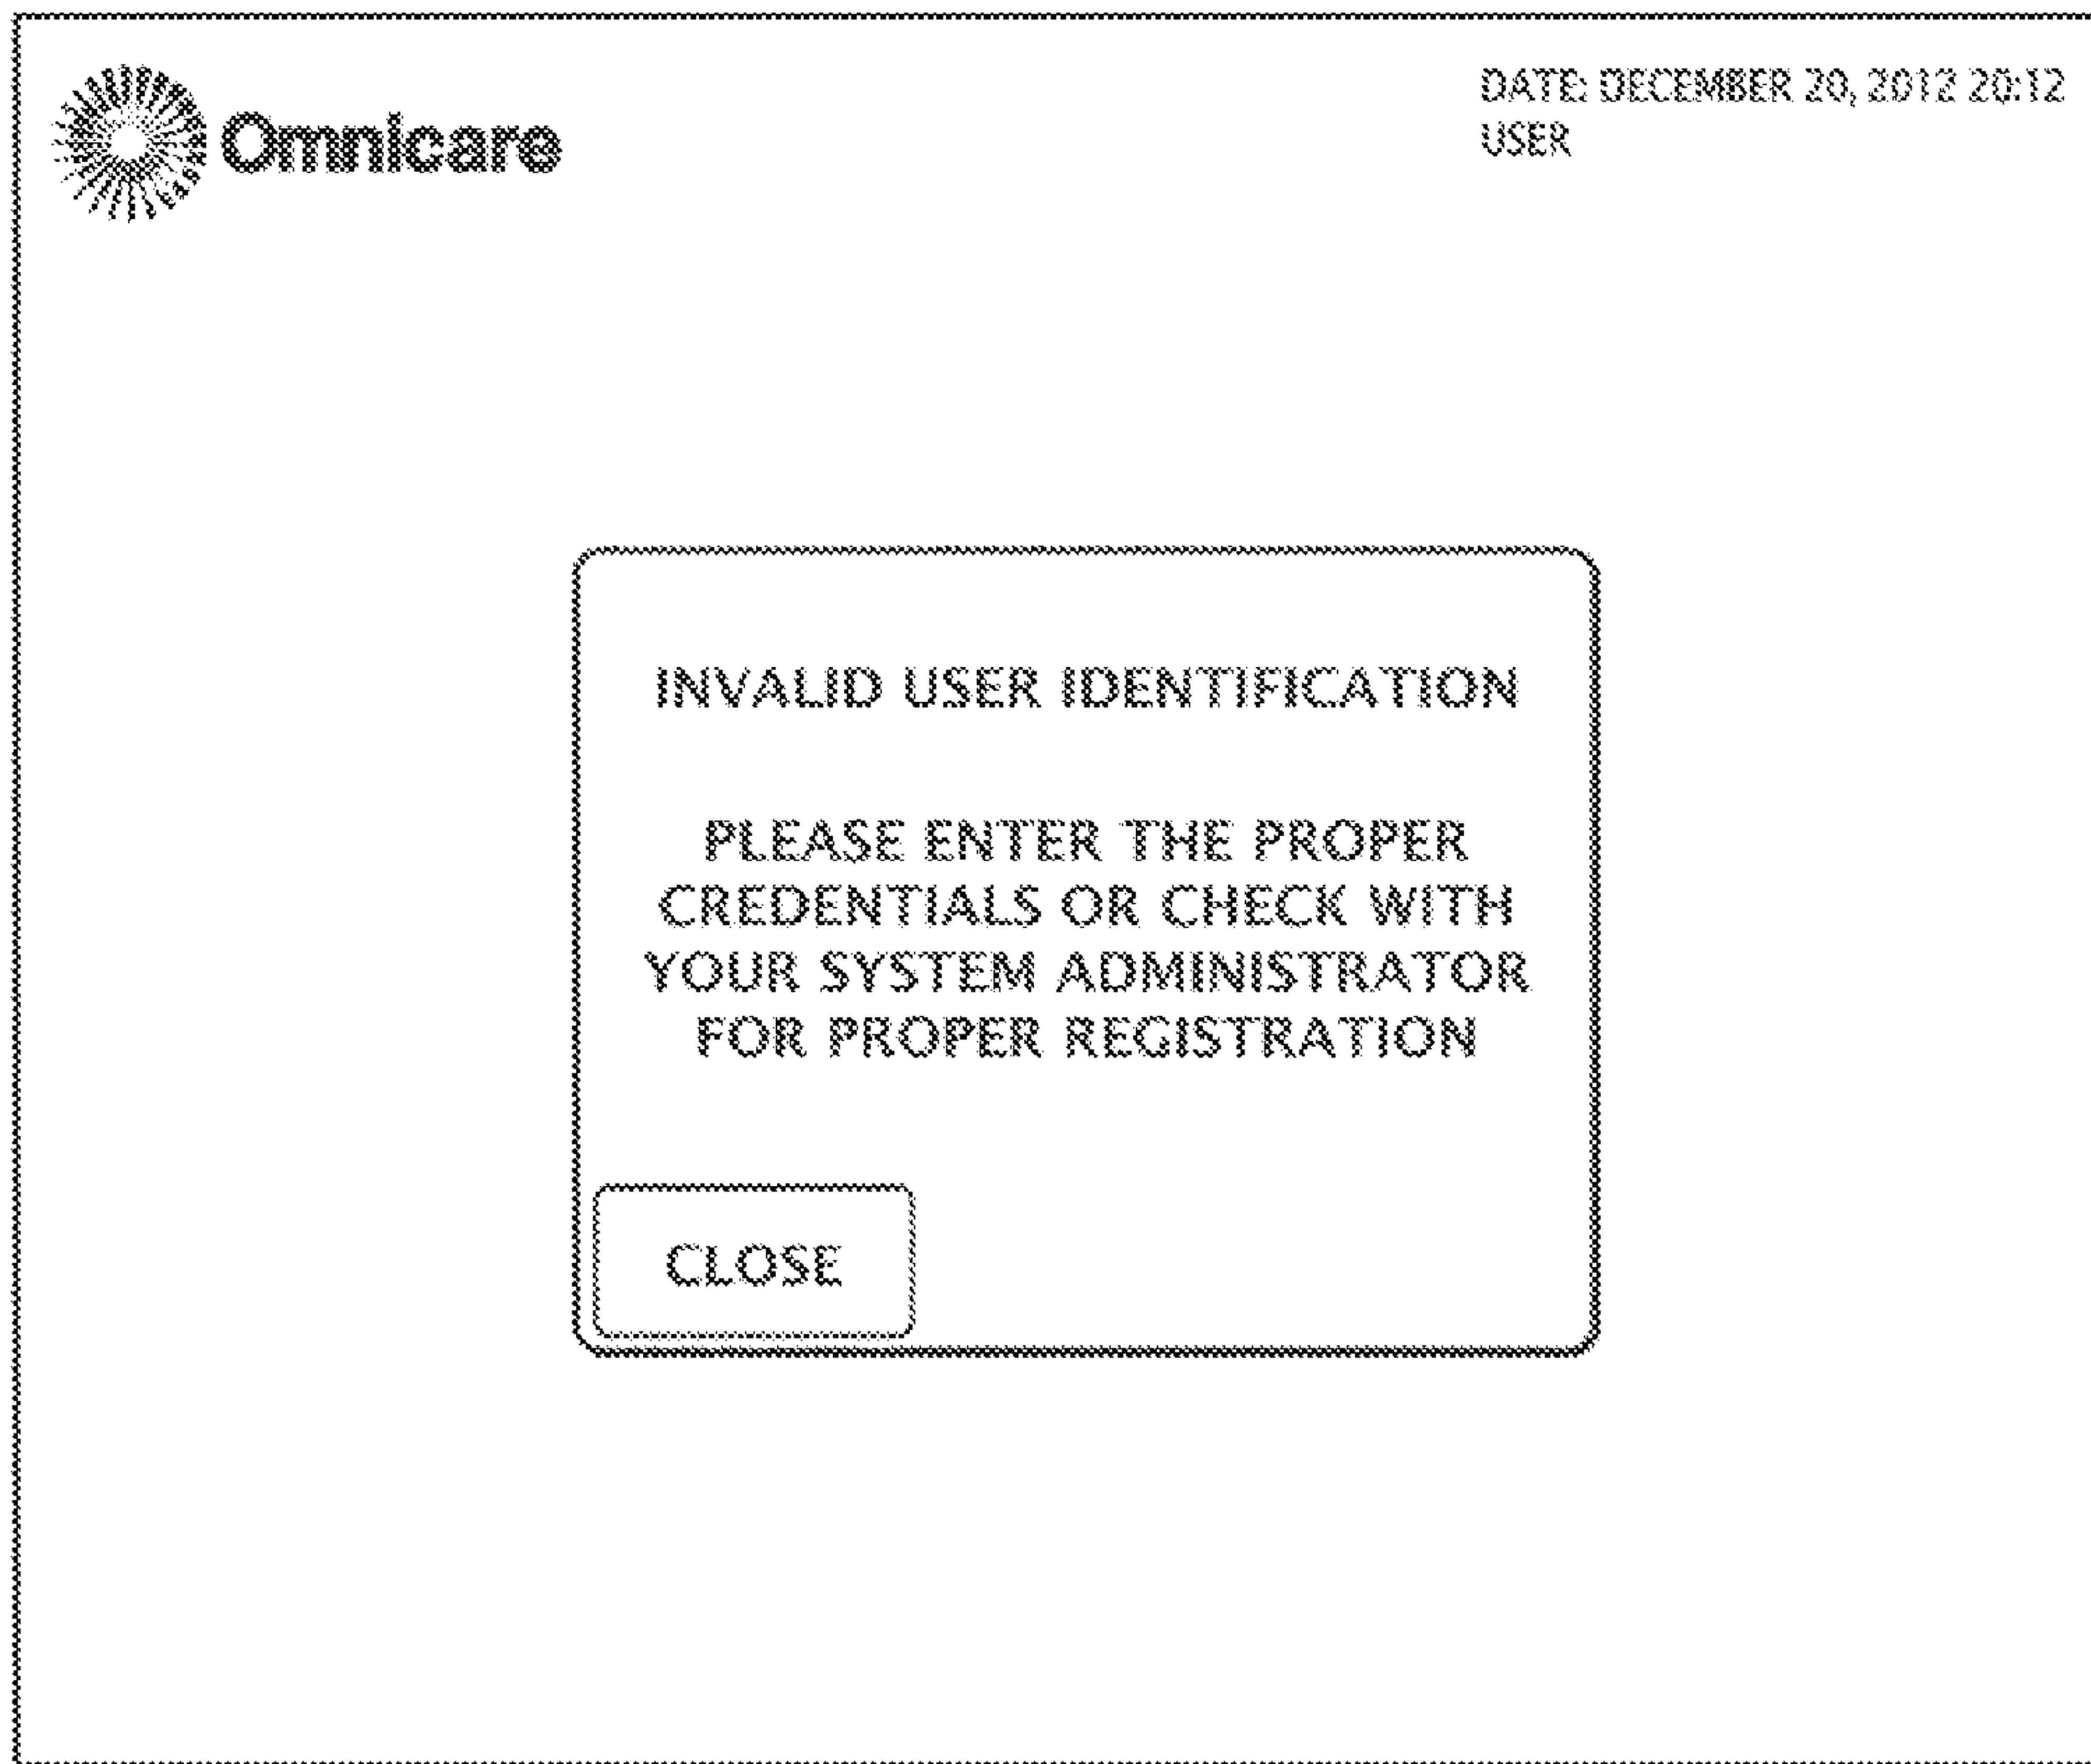 Omnicare
DATE: DECEMBER 20, 2012 20:12
USER
INVALID USER IDENTIFICATION
PLEASE ENTER THE PROPER
CREDENTIALS OR CHECK WITH
YOUR SYSTEM ADMINISTRATOR
FOR PROPER REGISTRATION
CLOSE